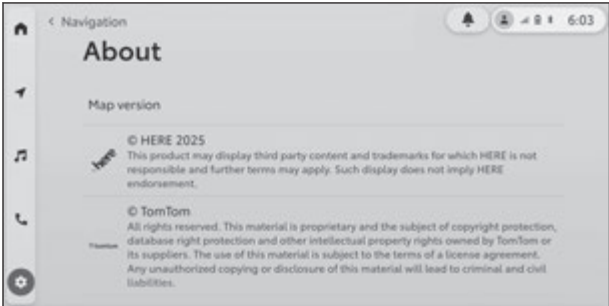 < Navigation
6:03
About
Map version
© HERE 2025
here
This product may display third party content and trademarks for which HERE is not
responsible and further terms may apply. Such display does not imply HERE
endorsement.
© TomTom
All rights reserved. This material is proprietary and the subject of copyright protection,
database right protection and other intellectual property rights owned by TomTom or
TomTom
its suppliers. The use of this material is subject to the terms of a license agreement.
Any unauthorized copying or disclosure of this material will lead to criminal and civil
liabilities.